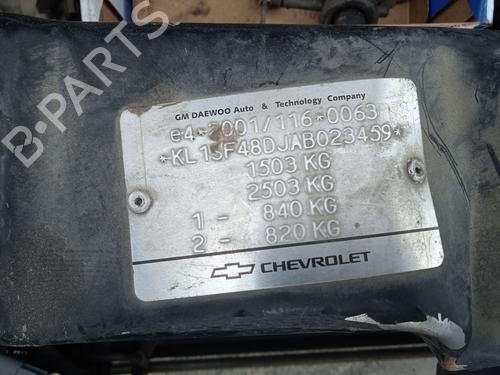 GM DAEWOO Auto & Technology Company
e4*2001/116*0063
*KL1SF48DJAB023459*
1503 KG
2503 KG
1 - 840 KG
2 - 820 KG
CHEVROLET
B-PARTS